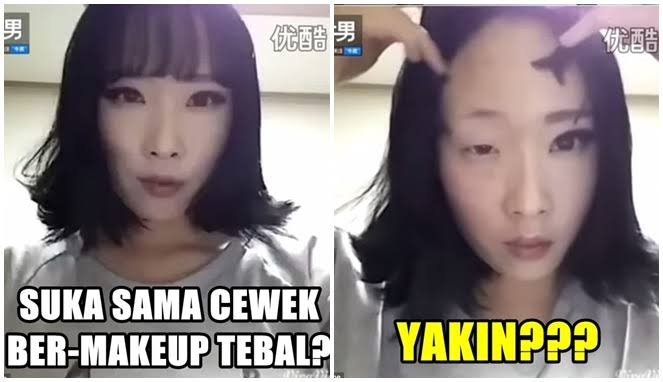 男
优酷
SUKA SAMA CEWEK
BER-MAKEUP TEBAL?
男
优酷
YAKIN???